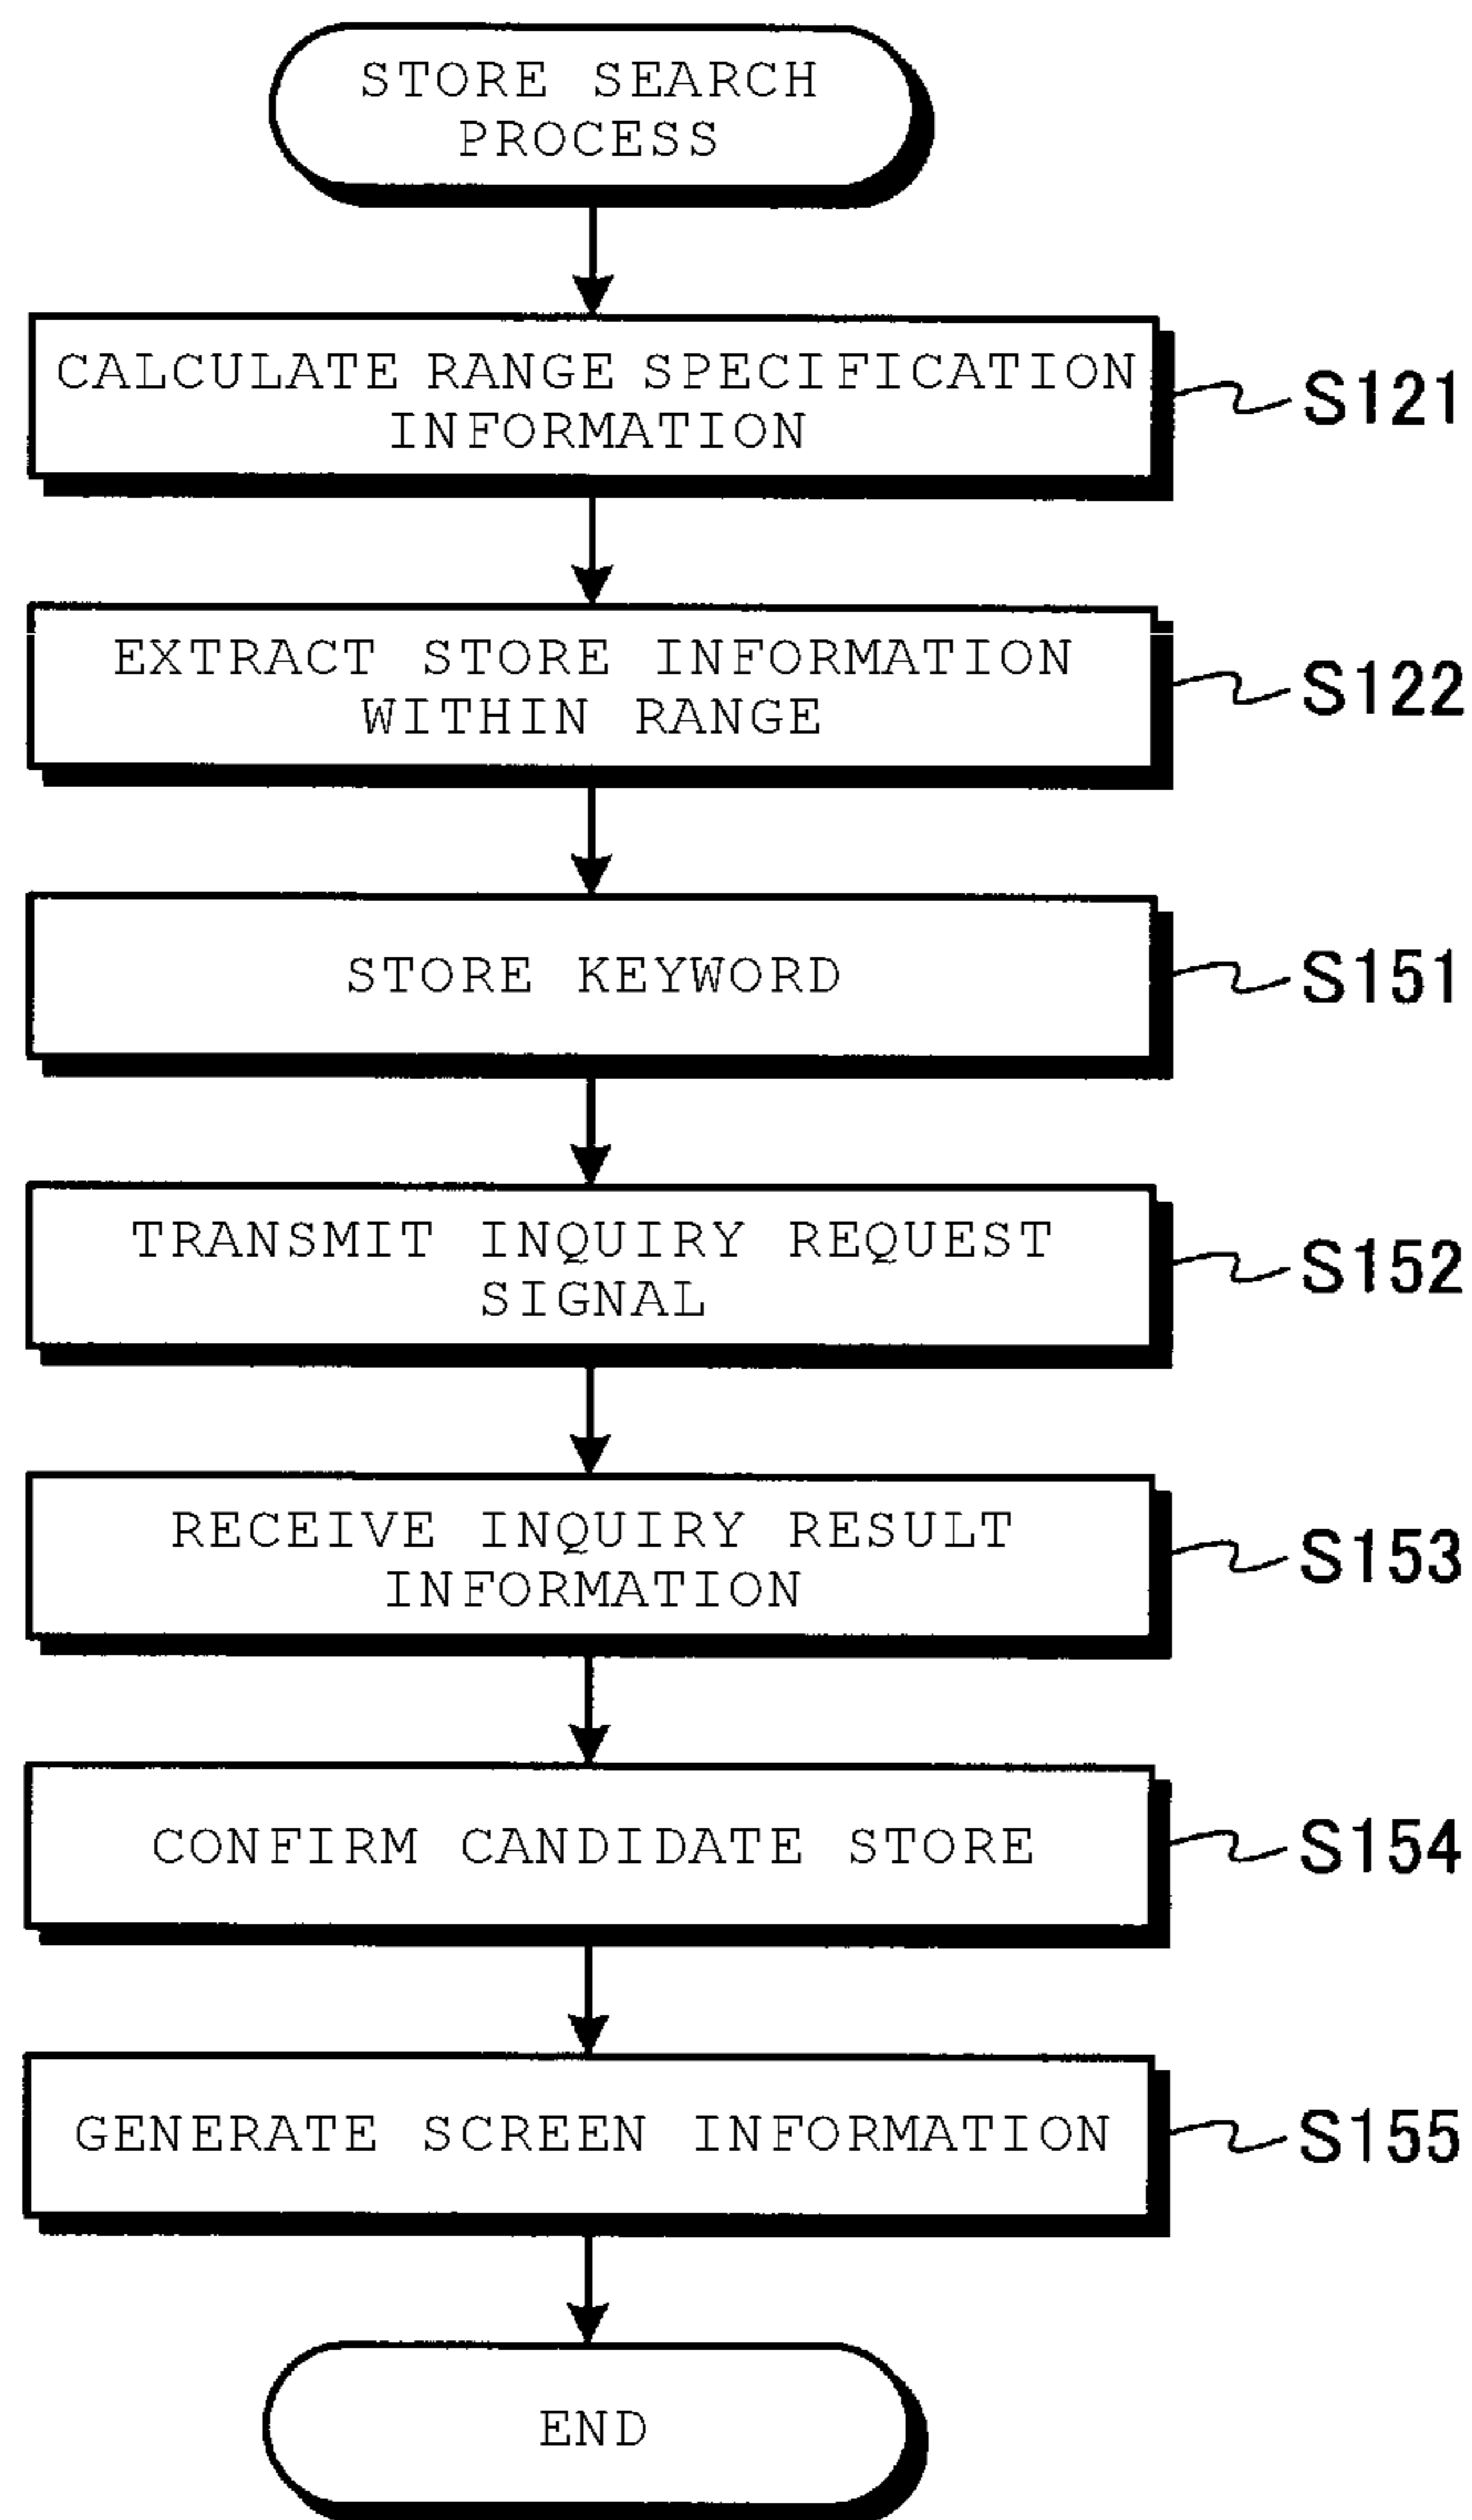 STORE SEARCH
PROCESS
CALCULATE RANGE SPECIFICATION
INFORMATION
S121
EXTRACT STORE INFORMATION
WITHIN RANGE
S122
STORE KEYWORD
S151
TRANSMIT INQUIRY REQUEST
SIGNAL
S152
RECEIVE INQUIRY RESULT
INFORMATION
S153
CONFIRM CANDIDATE STORE
S154
GENERATE SCREEN INFORMATION
S155
END